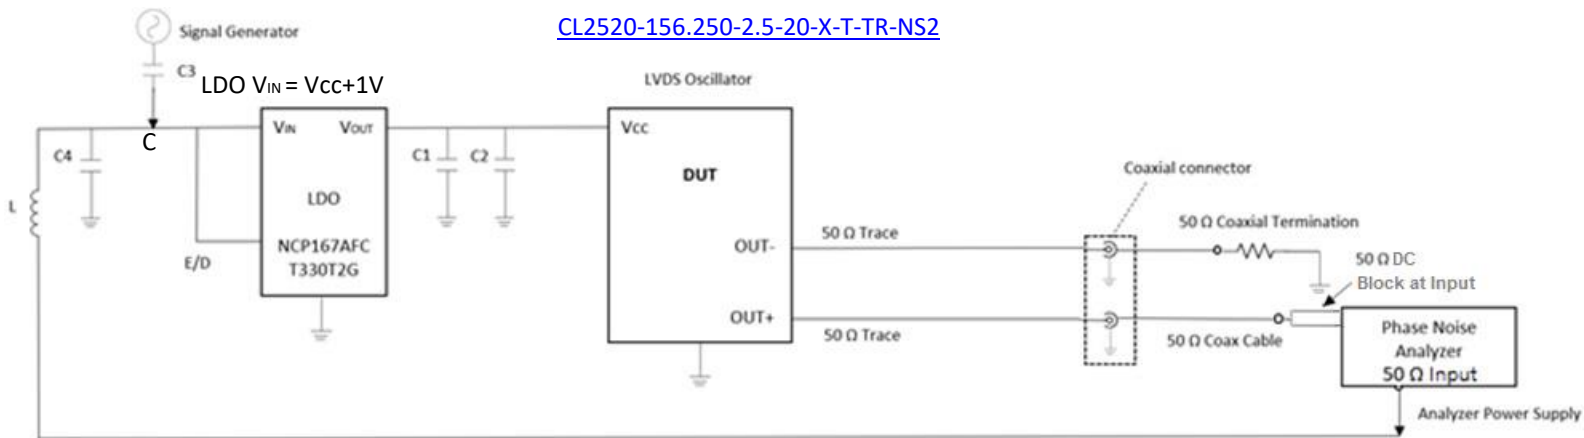 CL2520-156.250-2.5-20-X-T-TR-NS2
Signal Generator
C3
LDO VIN = Vcc+1V
LVDS Oscillator
VIN
VOUT
Vcc
C
C4
C1
C2
DUT
Coaxial connector
L
LDO
50 Ω Coaxial Termination
50 Ω Trace
NCP167AFC
T330T2G
OUT-
E/D
50 Ω DC
Block at Input
OUT+
50 Ω Trace
50 Ω Coax Cable
Phase Noise
Analyzer
50 Ω Input
Analyzer Power Supply